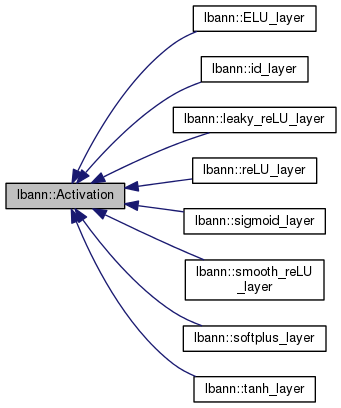 lbann::ELU_layer
lbann::id_layer
lbann::leaky_reLU_layer
lbann::reLU_layer
lbann::Activation
lbann::sigmoid_layer
lbann::smooth_reLU
_layer
lbann::softplus_layer
lbann::tanh_layer